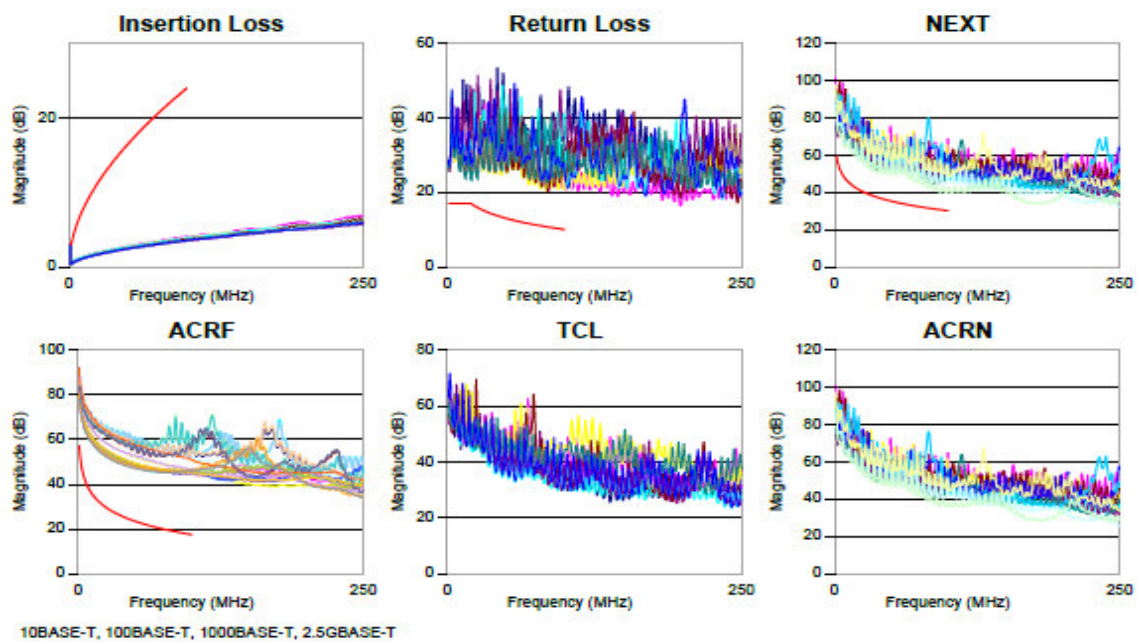 Insertion Loss
Magnitude (dB)
20
0
0
250
Frequency (MHz)
Return Loss
Magnitude (dB)
60
40
20
0
0
250
Frequency (MHz)
NEXT
Magnitude (dB)
120
100
80
60
40
20
0
0
250
Frequency (MHz)
ACRF
Magnitude (dB)
100
80
60
40
20
0
0
250
Frequency (MHz)
TCL
Magnitude (dB)
80
60
40
20
0
0
250
Frequency (MHz)
ACRN
Magnitude (dB)
120
100
80
60
40
20
0
0
250
Frequency (MHz)
10BASE-T, 100BASE-T, 1000BASE-T, 2.5GBASE-T